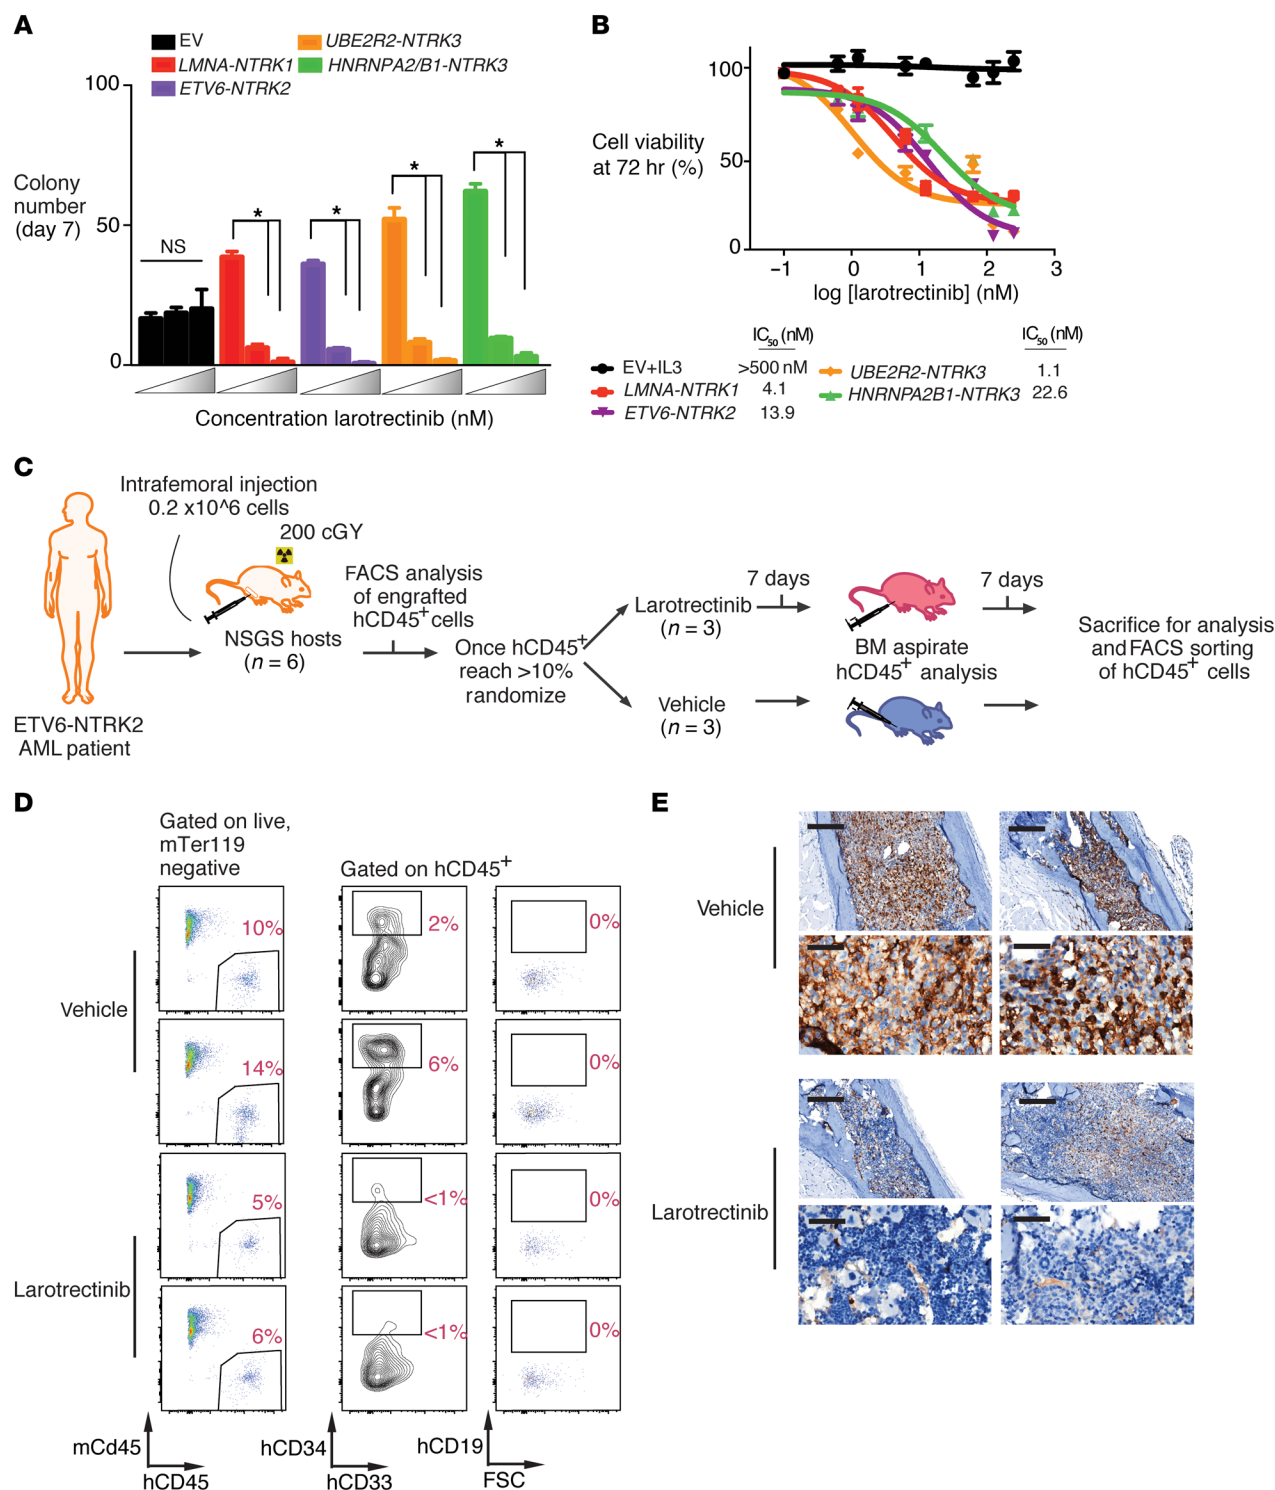 A
EV
LMNA-NTRK1
ETV6-NTRK2
UBE2R2-NTRK3
HNRNPA2/B1-NTRK3
100
50
0
Colony
number
(day 7)
NS
*
*
*
*
Concentration larotrectinib (nM)
B
100
50
0
Cell viability
at 72 hr (%)
−1
0
1
2
3
log [larotrectinib] (nM)
IC50 (nM)
EV+IL3 >500 nM
LMNA-NTRK1 4.1
ETV6-NTRK2 13.9
IC50 (nM)
UBE2R2-NTRK3 1.1
HNRNPA2B1-NTRK3 22.6
C
Intrafemoral injection
0.2 x10^6 cells
200 cGY
ETV6-NTRK2
AML patient
NSGS hosts
(n = 6)
FACS analysis
of engrafted
hCD45+ cells
Once hCD45+
reach >10%
randomize
Larotrectinib
(n = 3)
Vehicle
(n = 3)
7 days
BM aspirate
hCD45+ analysis
7 days
Sacrifice for analysis
and FACS sorting
of hCD45+ cells
D
Gated on live,
mTer119
negative
Gated on hCD45+
Vehicle
10%
2%
0%
14%
6%
0%
Larotrectinib
5%
<1%
0%
6%
<1%
0%
mCd45
hCD45
hCD34
hCD33
hCD19
FSC
E
Vehicle
Larotrectinib